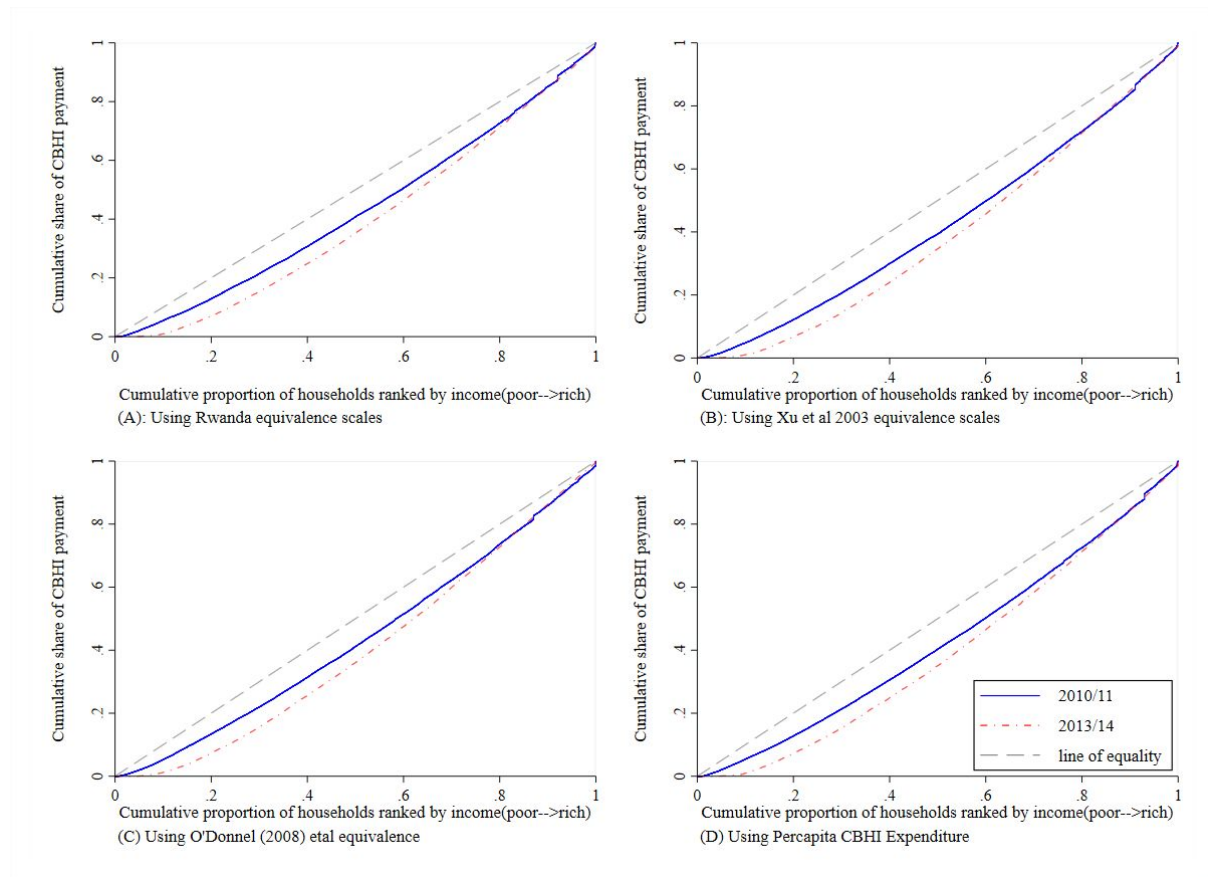 Cumulative share of CBHI payment
1
.8
.6
.4
.2
0
0 .2 .4 .6 .8 1
Cumulative proportion of households ranked by income(poor-->rich)
(A): Using Rwanda equivalence scales
Cumulative share of CBHI payment
1
.8
.6
.4
.2
0
0 .2 .4 .6 .8 1
Cumulative proportion of households ranked by income(poor-->rich)
(B): Using Xu et al 2003 equivalence scales
Cumulative share of CBHI payment
1
.8
.6
.4
.2
0
0 .2 .4 .6 .8 1
Cumulative proportion of households ranked by income(poor-->rich)
(C) Using O'Donnel (2008) etal equivalence
Cumulative share of CBHI payment
1
.8
.6
.4
.2
0
2010/11
2013/14
line of equality
0 .2 .4 .6 .8 1
Cumulative proportion of households ranked by income(poor-->rich)
(D) Using Percapita CBHI Expenditure